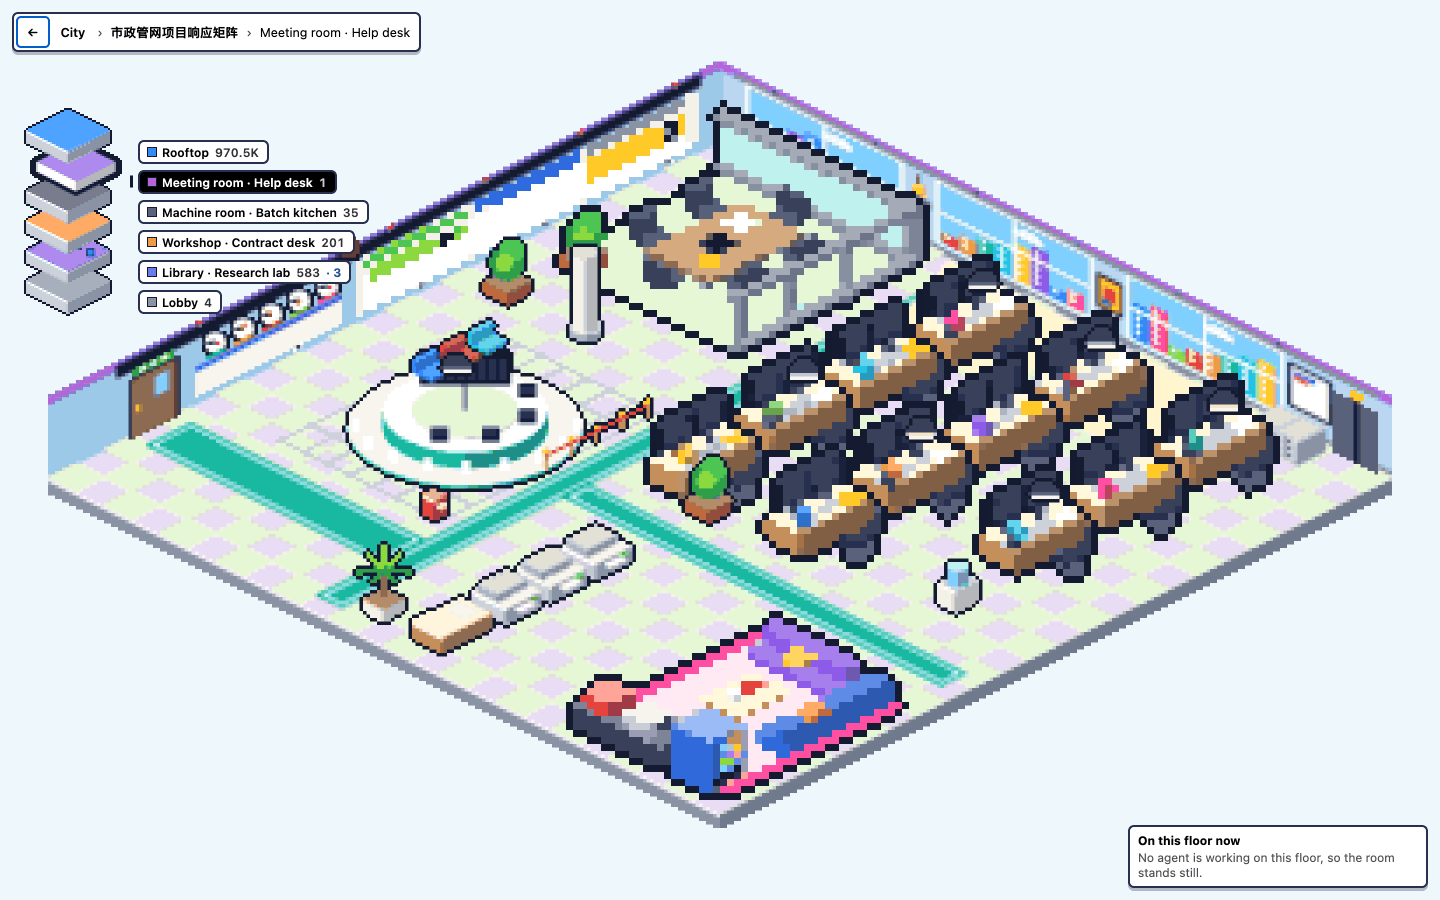 ← City › 市政管网项目响应矩阵 › Meeting room · Help desk
Rooftop 970.5K
Meeting room · Help desk 1
Machine room · Batch kitchen 35
Workshop · Contract desk 201
Library · Research lab 583 · 3
Lobby 4
On this floor now
No agent is working on this floor, so the room
stands still.